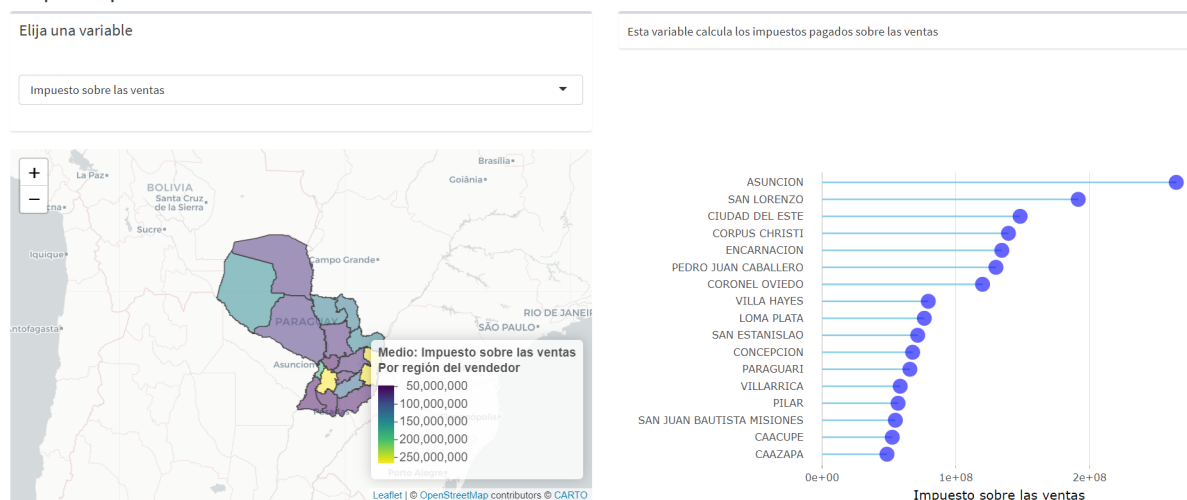 Elija una variable
Impuesto sobre las ventas
Esta variable calcula los impuestos pagados sobre las ventas
+
−
La Paz
BOLIVIA
Santa Cruz
de la Sierra
Sucre
Iquique
Brasília
Goiânia
Campo Grande
PARAGUAY
RIO DE JANEIR
SÃO PAULO
ntofagasta
Asunción
Porto Alegre
Medio: Impuesto sobre las ventas
Por región del vendedor
50,000,000
100,000,000
150,000,000
200,000,000
250,000,000
Leaflet | © OpenStreetMap contributors © CARTO
ASUNCION
SAN LORENZO
CIUDAD DEL ESTE
CORPUS CHRISTI
ENCARNACION
PEDRO JUAN CABALLERO
CORONEL OVIEDO
VILLA HAYES
LOMA PLATA
SAN ESTANISLAO
CONCEPCION
PARAGUARI
VILLARRICA
PILAR
SAN JUAN BAUTISTA MISIONES
CAACUPE
CAAZAPA
0e+00
1e+08
2e+08
Impuesto sobre las ventas